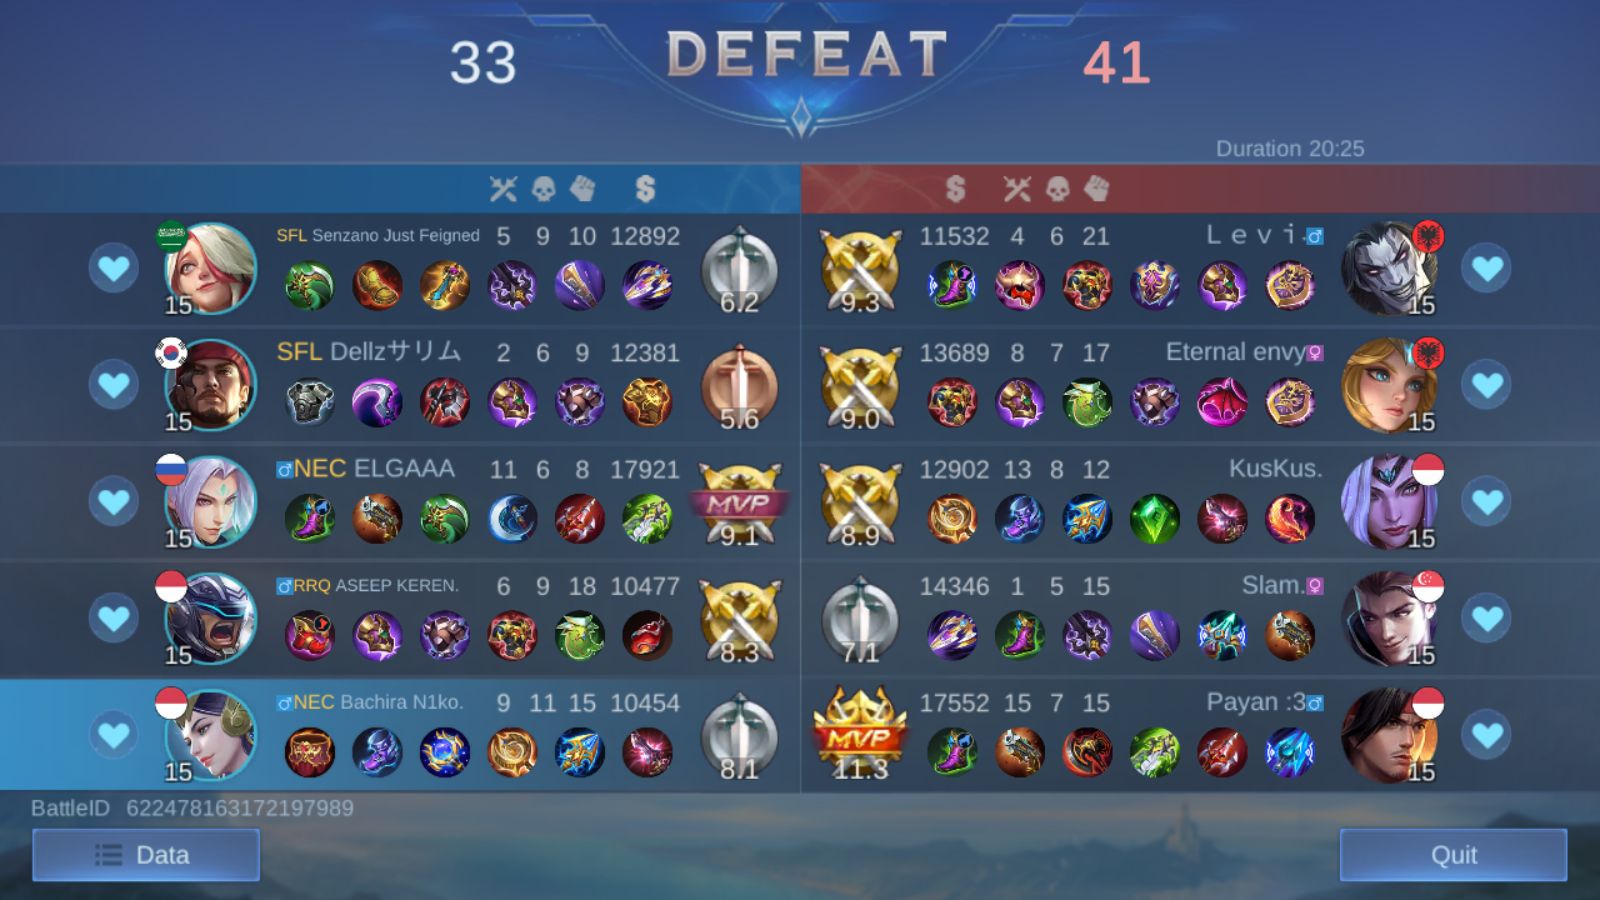 33 DEFEAT 41
Duration 20:25
SFL Senzano Just Feigned 5 9 10 12892 6.2 15
9.3 11532 4 6 21 L e v i. 15
SFL Dellzサリム 2 6 9 12381 5.6 15
9.0 13689 8 7 17 Eternal envy 15
NEC ELGAAA 11 6 8 17921 MVP 9.1 15
8.9 12902 13 8 12 KusKus. 15
RRQ ASEEP KEREN. 6 9 18 10477 8.3 15
7.1 14346 1 5 15 Slam. 15
NEC Bachira N1ko. 9 11 15 10454 8.1 15
MVP 11.3 17552 15 7 15 Payan :3 15
BattleID 622478163172197989
Data
Quit